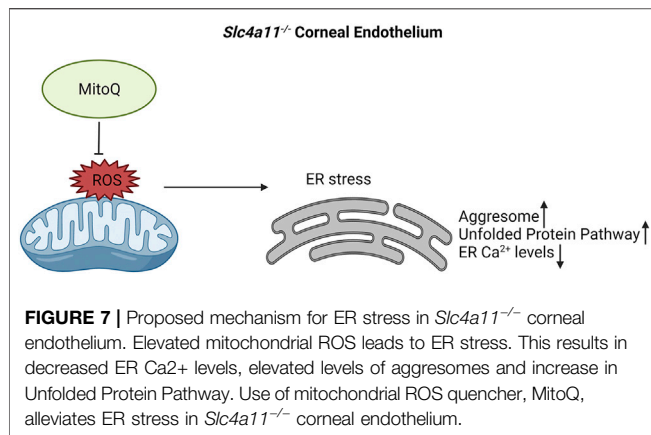 Slc4a11-/- Corneal Endothelium
MitoQ
ROS
ER stress
Aggresome
Unfolded Protein Pathway
ER Ca2+ levels
FIGURE 7 | Proposed mechanism for ER stress in Slc4a11−/− corneal
endothelium. Elevated mitochondrial ROS leads to ER stress. This results in
decreased ER Ca2+ levels, elevated levels of aggresomes and increase in
Unfolded Protein Pathway. Use of mitochondrial ROS quencher, MitoQ,
alleviates ER stress in Slc4a11−/− corneal endothelium.